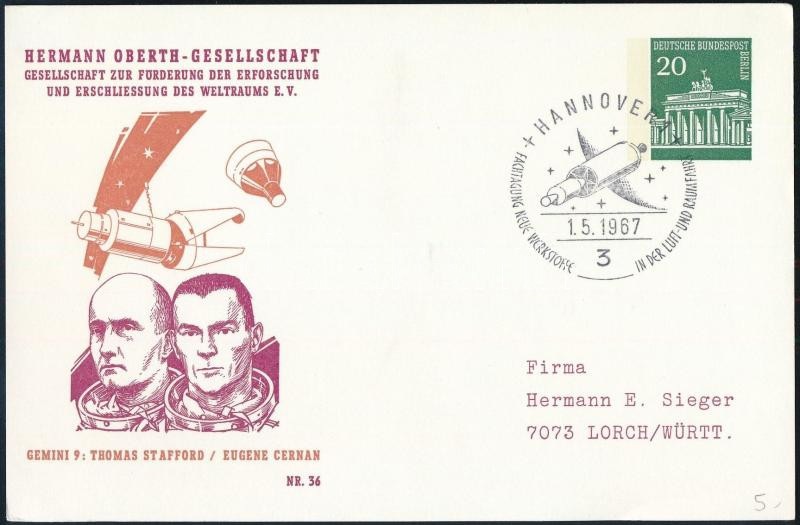 HERMANN OBERTH-GESELLSCHAFT
GESELLSCHAFT ZUR FÖRDERUNG DER ERFORSCHUNG
UND ERSCHLIESSUNG DES WELTRAUMS E.V.
GEMINI 9: THOMAS STAFFORD / EUGENE CERNAN
NR. 36
DEUTSCHE BUNDESPOST
BERLIN
20
+ HANNOVER 1 +
FACHTAGUNG NEUE WERKSTOFFE
IN DER LUFT- UND RAUMFAHRT
1.5.1967
3
Firma
Hermann E. Sieger
7073 LORCH/WÜRTT.
5,-